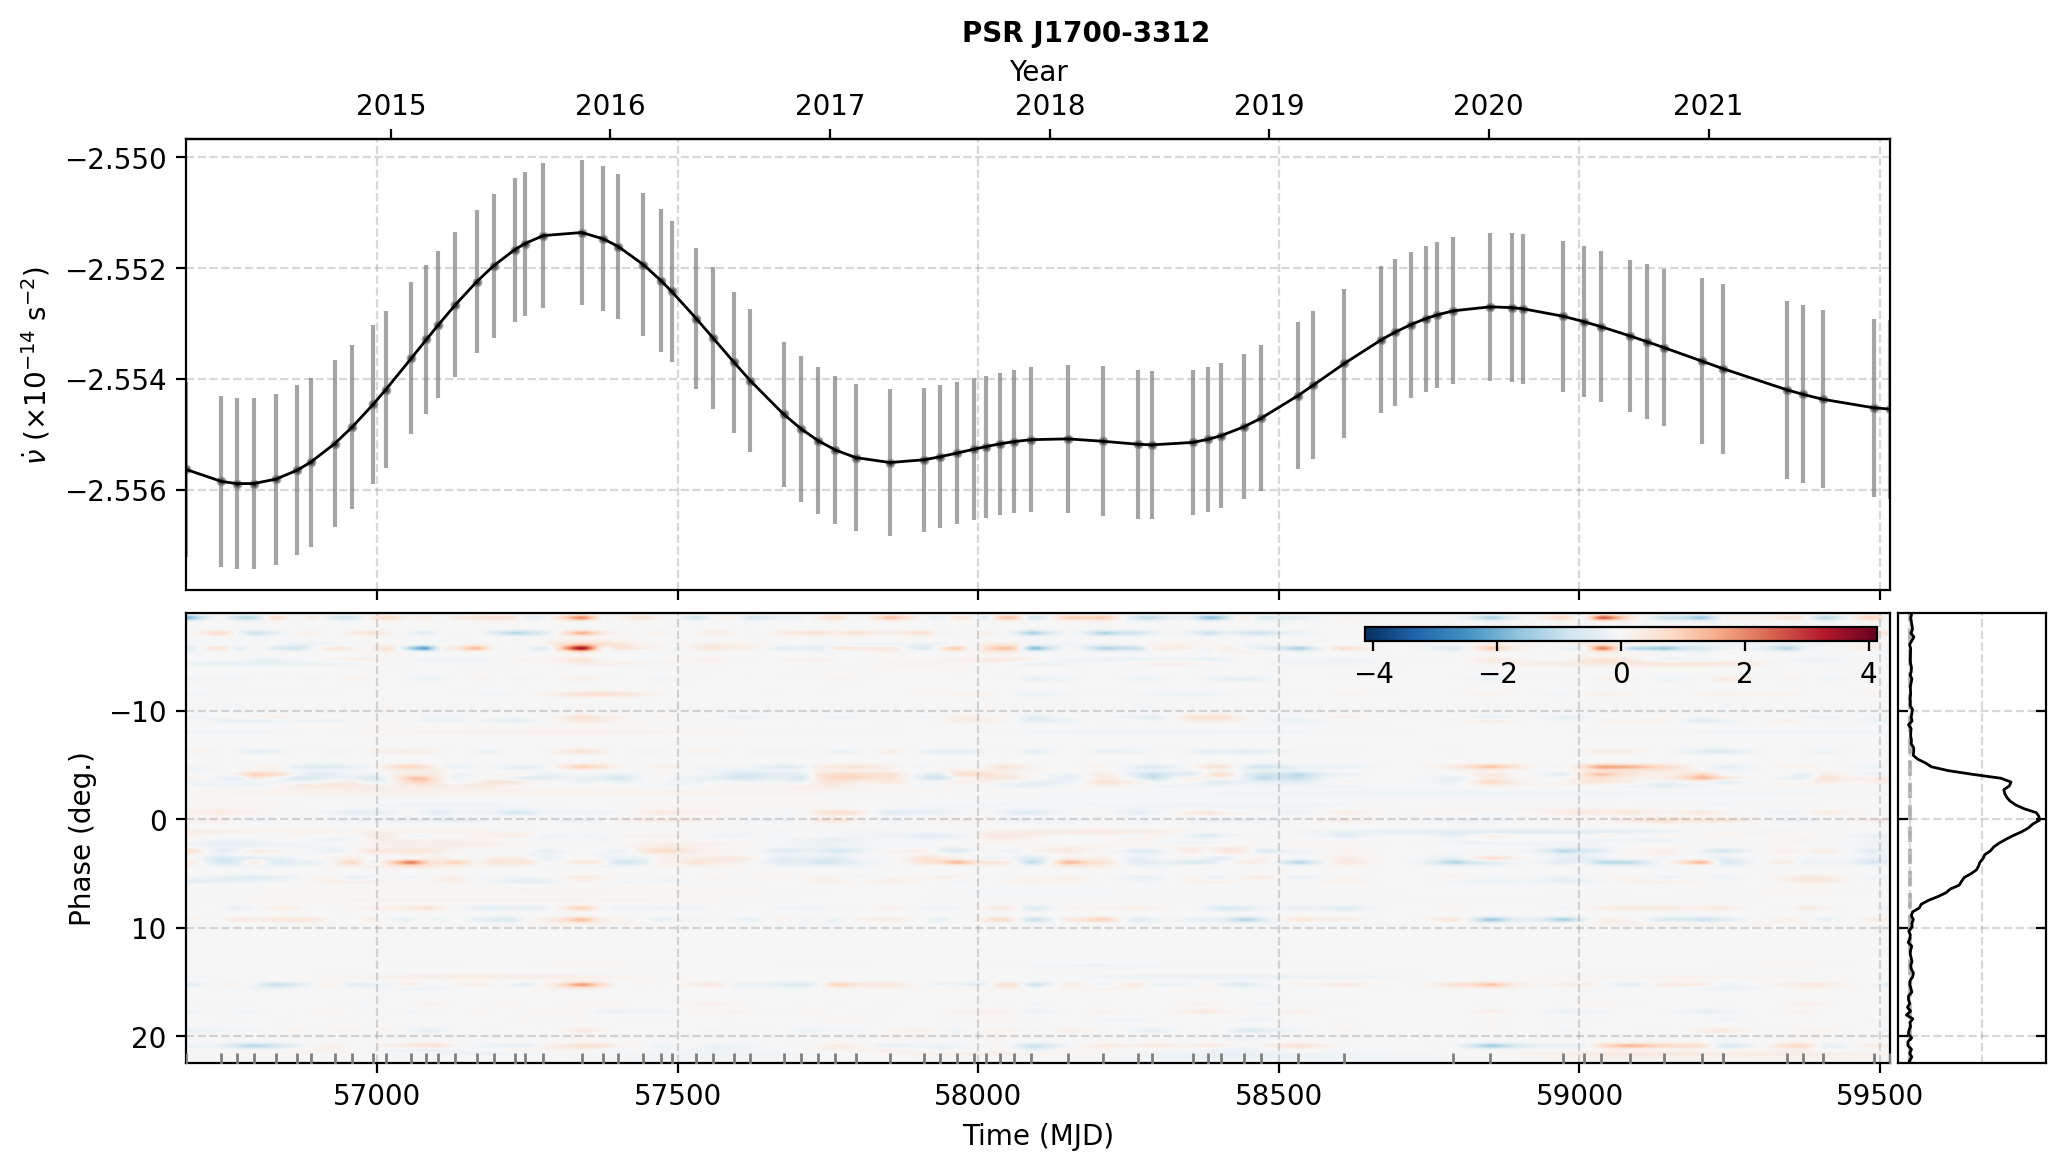 PSR J1700-3312
Year
2015 2016 2017 2018 2019 2020 2021
−2.550
−2.552
−2.554
−2.556
ν̇ (×10⁻¹⁴ s⁻²)
−4 −2 0 2 4
−10
0
10
20
Phase (deg.)
57000 57500 58000 58500 59000 59500
Time (MJD)